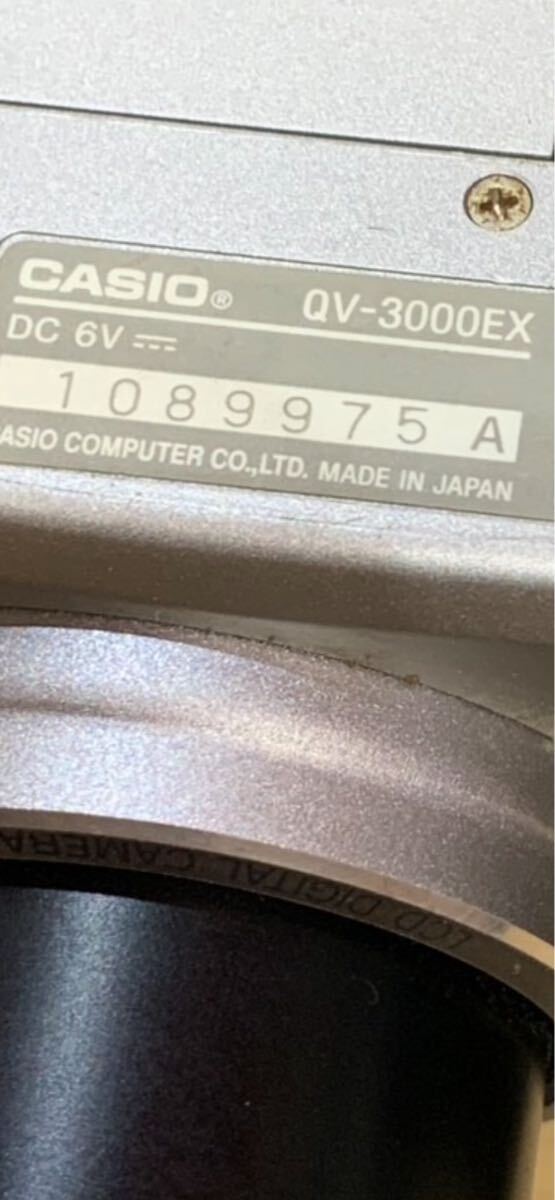 CASIO® QV-3000EX
DC 6V
1089975 A
ASIO COMPUTER CO.,LTD. MADE IN JAPAN
LCD DIGITAL CAMERA